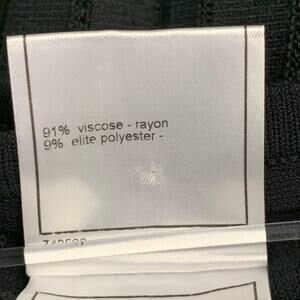 91% viscose - rayon
9% elite polyester -